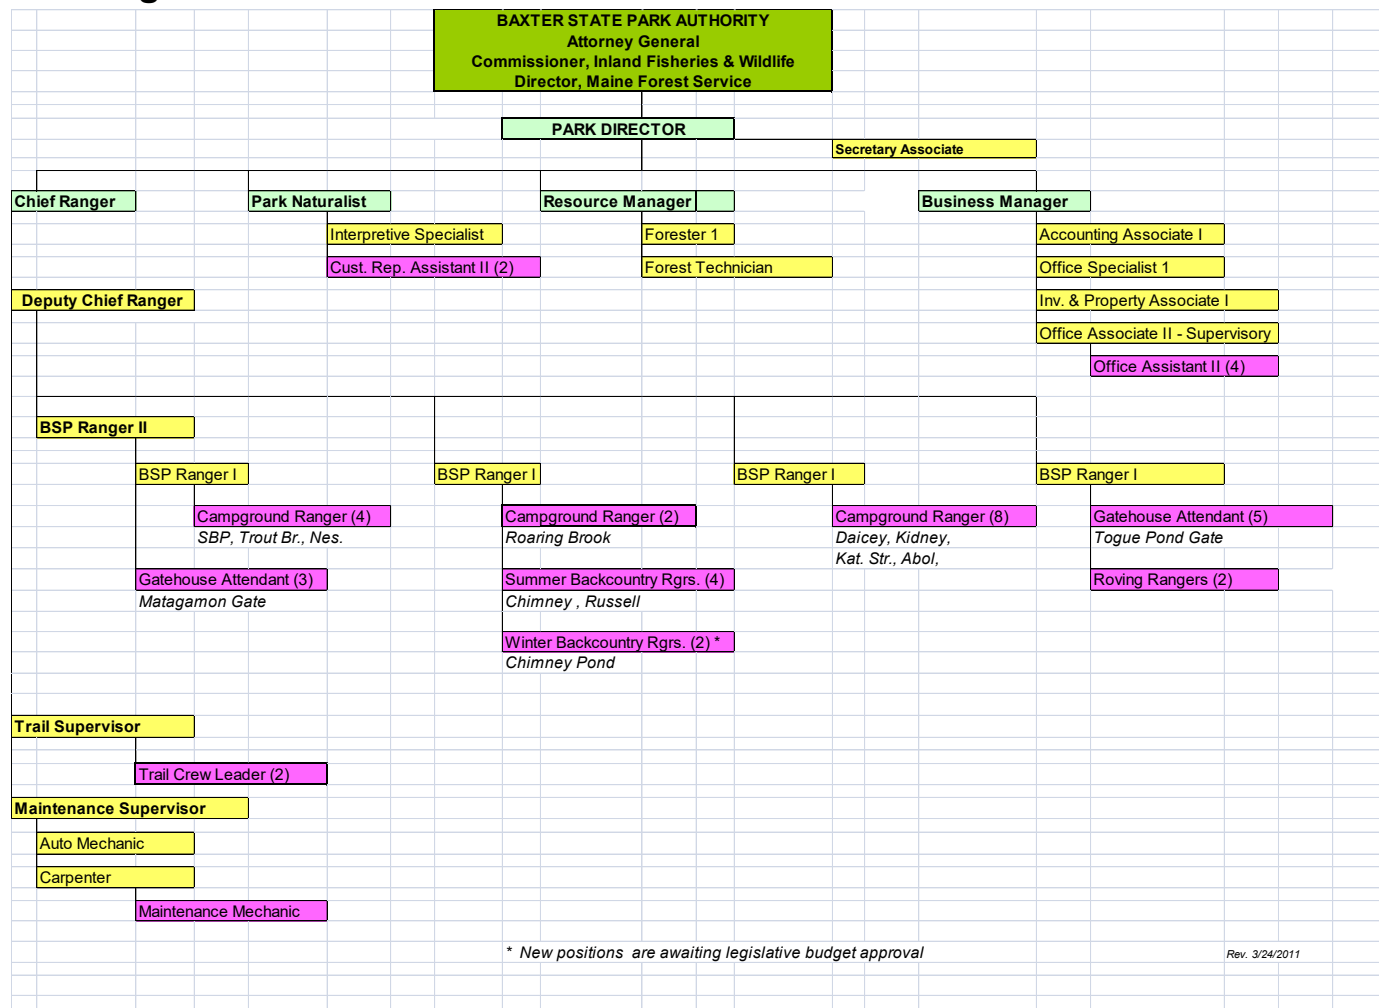 BAXTER STATE PARK AUTHORITY
Attorney General
Commissioner, Inland Fisheries & Wildlife
Director, Maine Forest Service
PARK DIRECTOR
Secretary Associate
Chief Ranger
Park Naturalist
Resource Manager
Business Manager
Interpretive Specialist
Forester 1
Accounting Associate I
Cust. Rep. Assistant II (2)
Forest Technician
Office Specialist 1
Deputy Chief Ranger
Inv. & Property Associate I
Office Associate II - Supervisory
Office Assistant II (4)
BSP Ranger II
BSP Ranger I
BSP Ranger I
BSP Ranger I
BSP Ranger I
Campground Ranger (4)
SBP, Trout Br., Nes.
Campground Ranger (2)
Roaring Brook
Campground Ranger (8)
Daicey, Kidney,
Kat. Str., Abol,
Gatehouse Attendant (5)
Togue Pond Gate
Gatehouse Attendant (3)
Matagamon Gate
Summer Backcountry Rgrs. (4)
Chimney , Russell
Roving Rangers (2)
Winter Backcountry Rgrs. (2) *
Chimney Pond
Trail Supervisor
Trail Crew Leader (2)
Maintenance Supervisor
Auto Mechanic
Carpenter
Maintenance Mechanic
* New positions are awaiting legislative budget approval
Rev. 3/24/2011